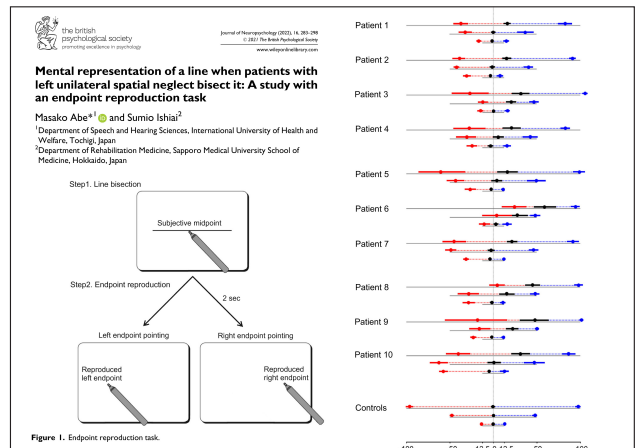 the british
psychological society
promoting excellence in psychology
Journal of Neuropsychology (2022), 16, 283–298
© 2021 The British Psychological Society
www.wileyonlinelibrary.com
Mental representation of a line when patients with
left unilateral spatial neglect bisect it: A study with
an endpoint reproduction task
Masako Abe*1 and Sumio Ishiai2
1Department of Speech and Hearing Sciences, International University of Health and
Welfare, Tochigi, Japan
2Department of Rehabilitation Medicine, Sapporo Medical University School of
Medicine, Hokkaido, Japan
Step1. Line bisection
Subjective midpoint
Step2. Endpoint reproduction
2 sec
Left endpoint pointing
Right endpoint pointing
Reproduced
left endpoint
Reproduced
right endpoint
Figure 1. Endpoint reproduction task.
Patient 1
Patient 2
Patient 3
Patient 4
Patient 5
Patient 6
Patient 7
Patient 8
Patient 9
Patient 10
Controls